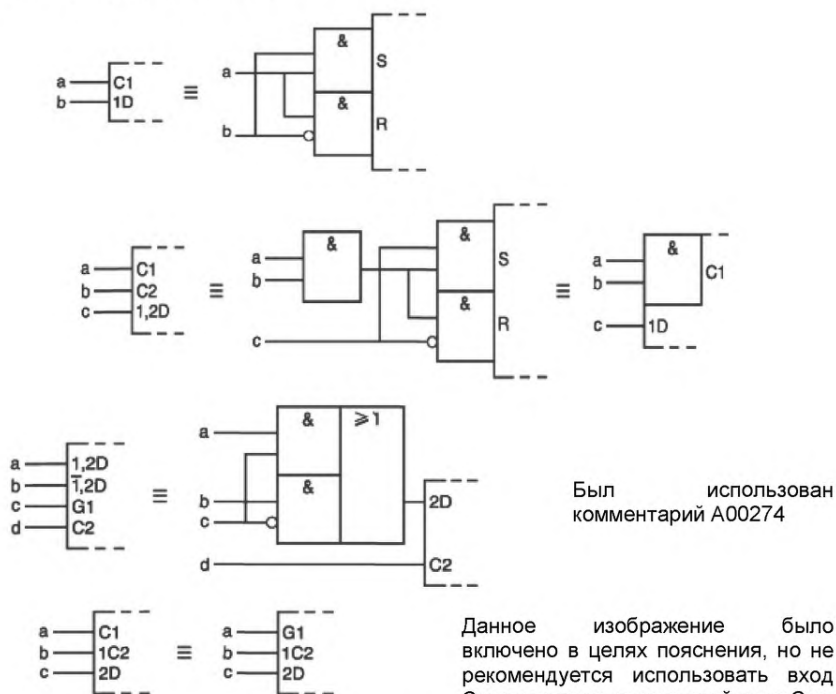 a C1
b 1D
≡
&
a
S
&
R
b
a C1
b C2
c 1,2D
≡
&
a
b
c
&
S
&
R
≡
&
a
b
C1
c 1D
a 1,2D
b 1̅,2D
c G1
d C2
≡
& ⩾1
a
&
b
c
2D
d C2
Был использован
комментарий А00274
a C1
b 1C2
c 2D
≡
a G1
b 1C2
c 2D
Данное изображение было
включено в целях пояснения, но не
рекомендуется использовать вход